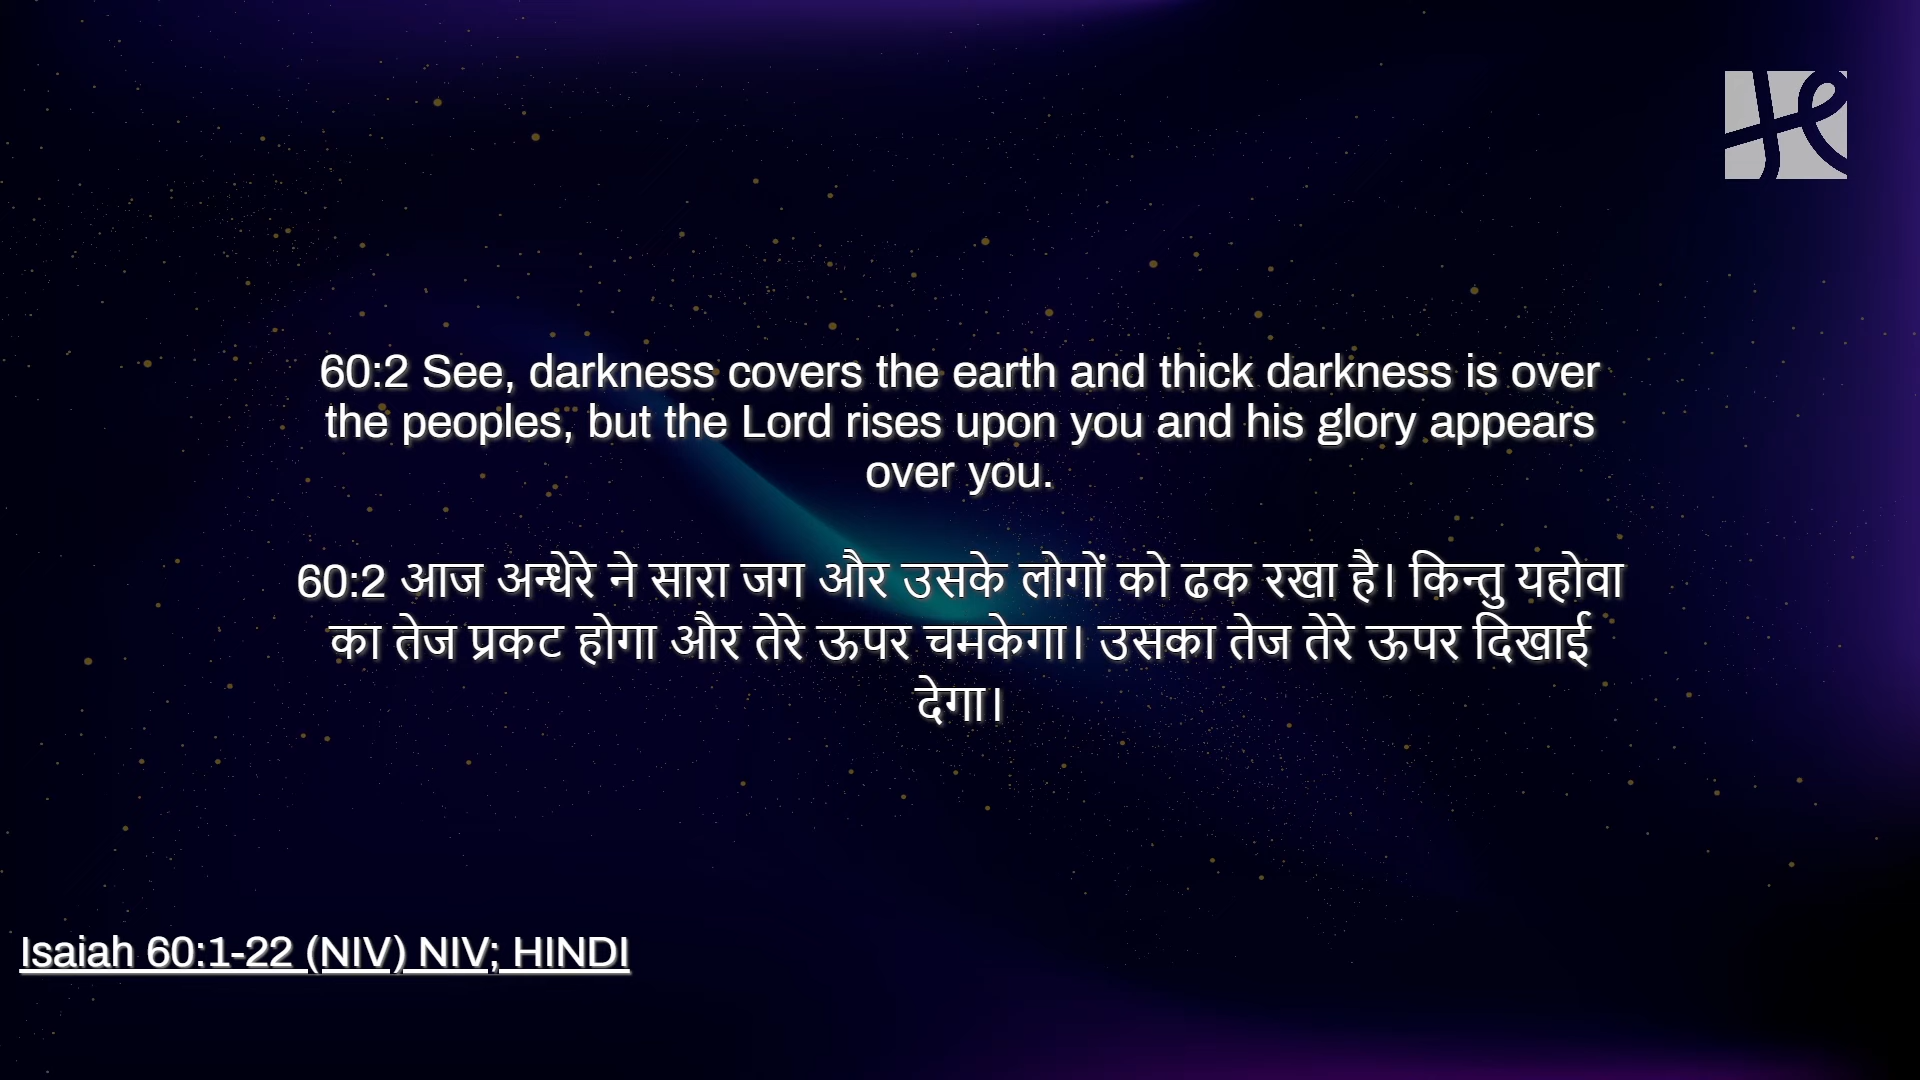 60:2 See, darkness covers the earth and thick darkness is over
the peoples, but the Lord rises upon you and his glory appears
over you.
60:2 आज अन्धेरे ने सारा जग और उसके लोगों को ढक रखा है। किन्तु यहोवा
का तेज प्रकट होगा और तेरे ऊपर चमकेगा। उसका तेज तेरे ऊपर दिखाई
देगा।
Isaiah 60:1-22 (NIV) NIV; HINDI